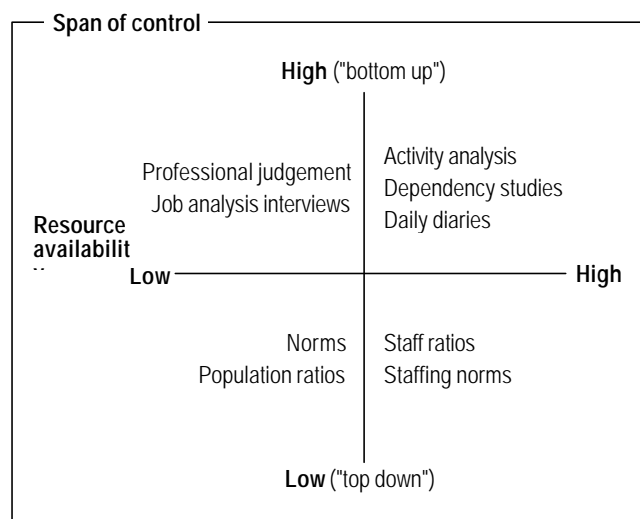 Span of control
High ("bottom up")
Professional judgement
Job analysis interviews
Activity analysis
Dependency studies
Daily diaries
Resource
availabilit
Low
High
Norms
Population ratios
Staff ratios
Staffing norms
Low ("top down")